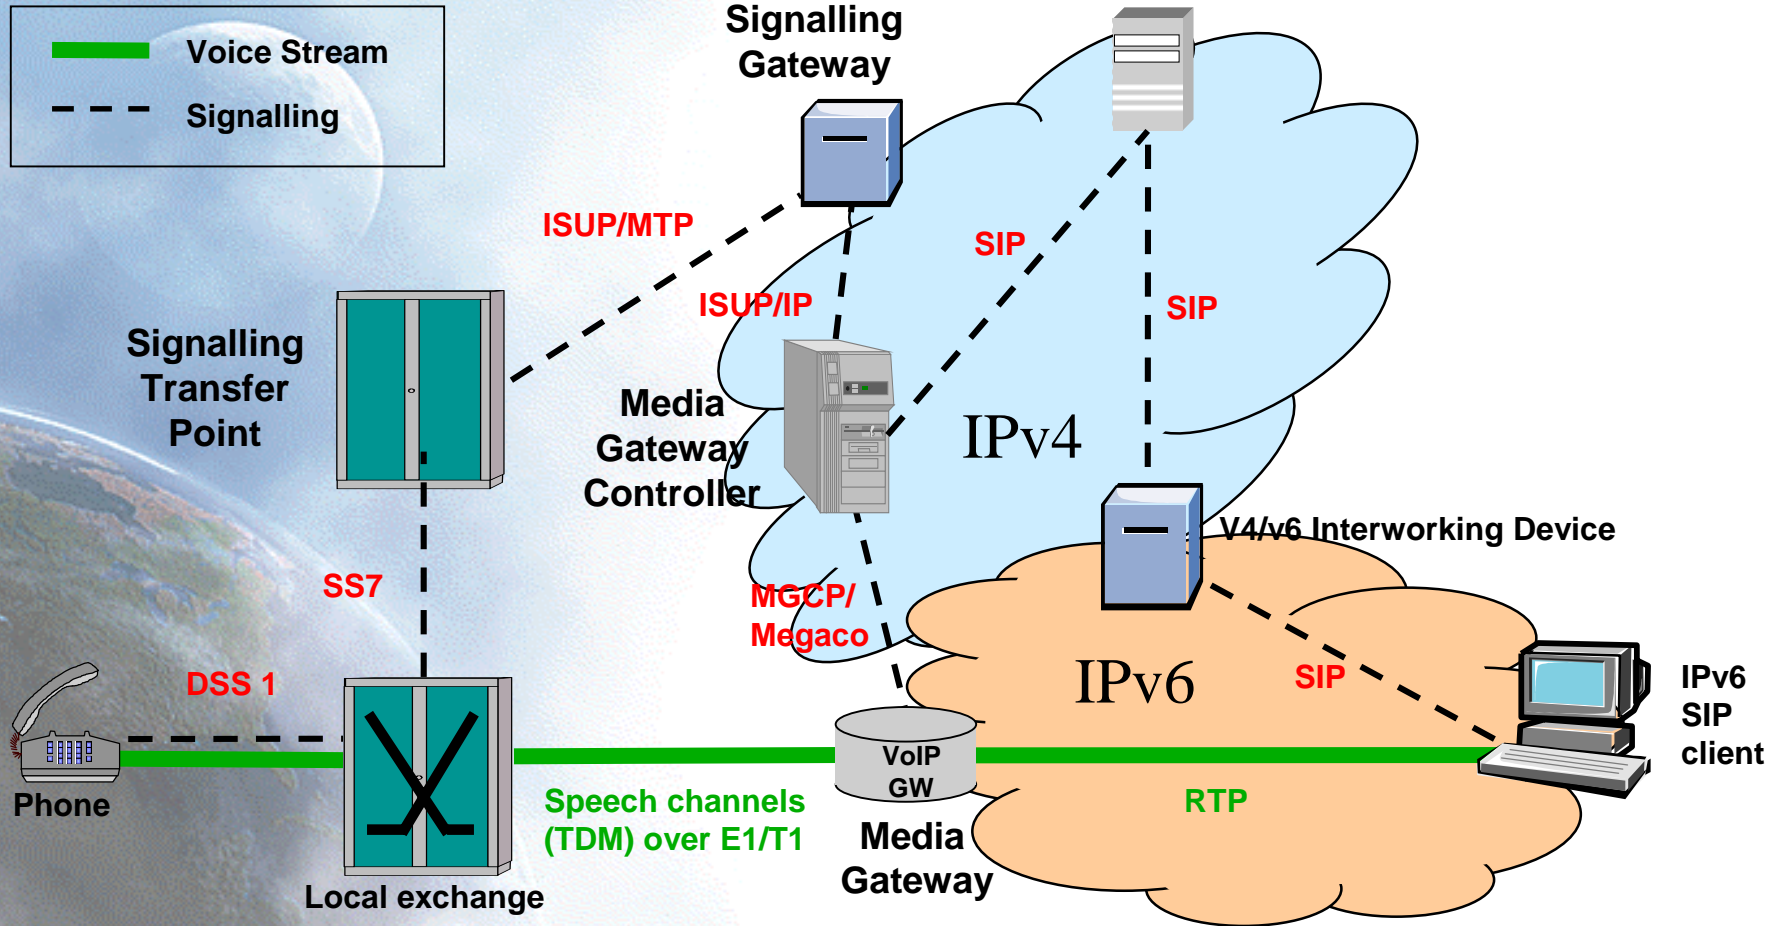 Voice Stream
Signalling
Signalling
Gateway
ISUP/MTP
SIP
ISUP/IP
SIP
Signalling
Transfer
Point
Media
Gateway
Controller
IPv4
V4/v6 Interworking Device
SS7
MGCP/
Megaco
DSS 1
IPv6
SIP
IPv6
SIP
client
VoIP
GW
Phone
Speech channels
(TDM) over E1/T1
RTP
Media
Gateway
Local exchange